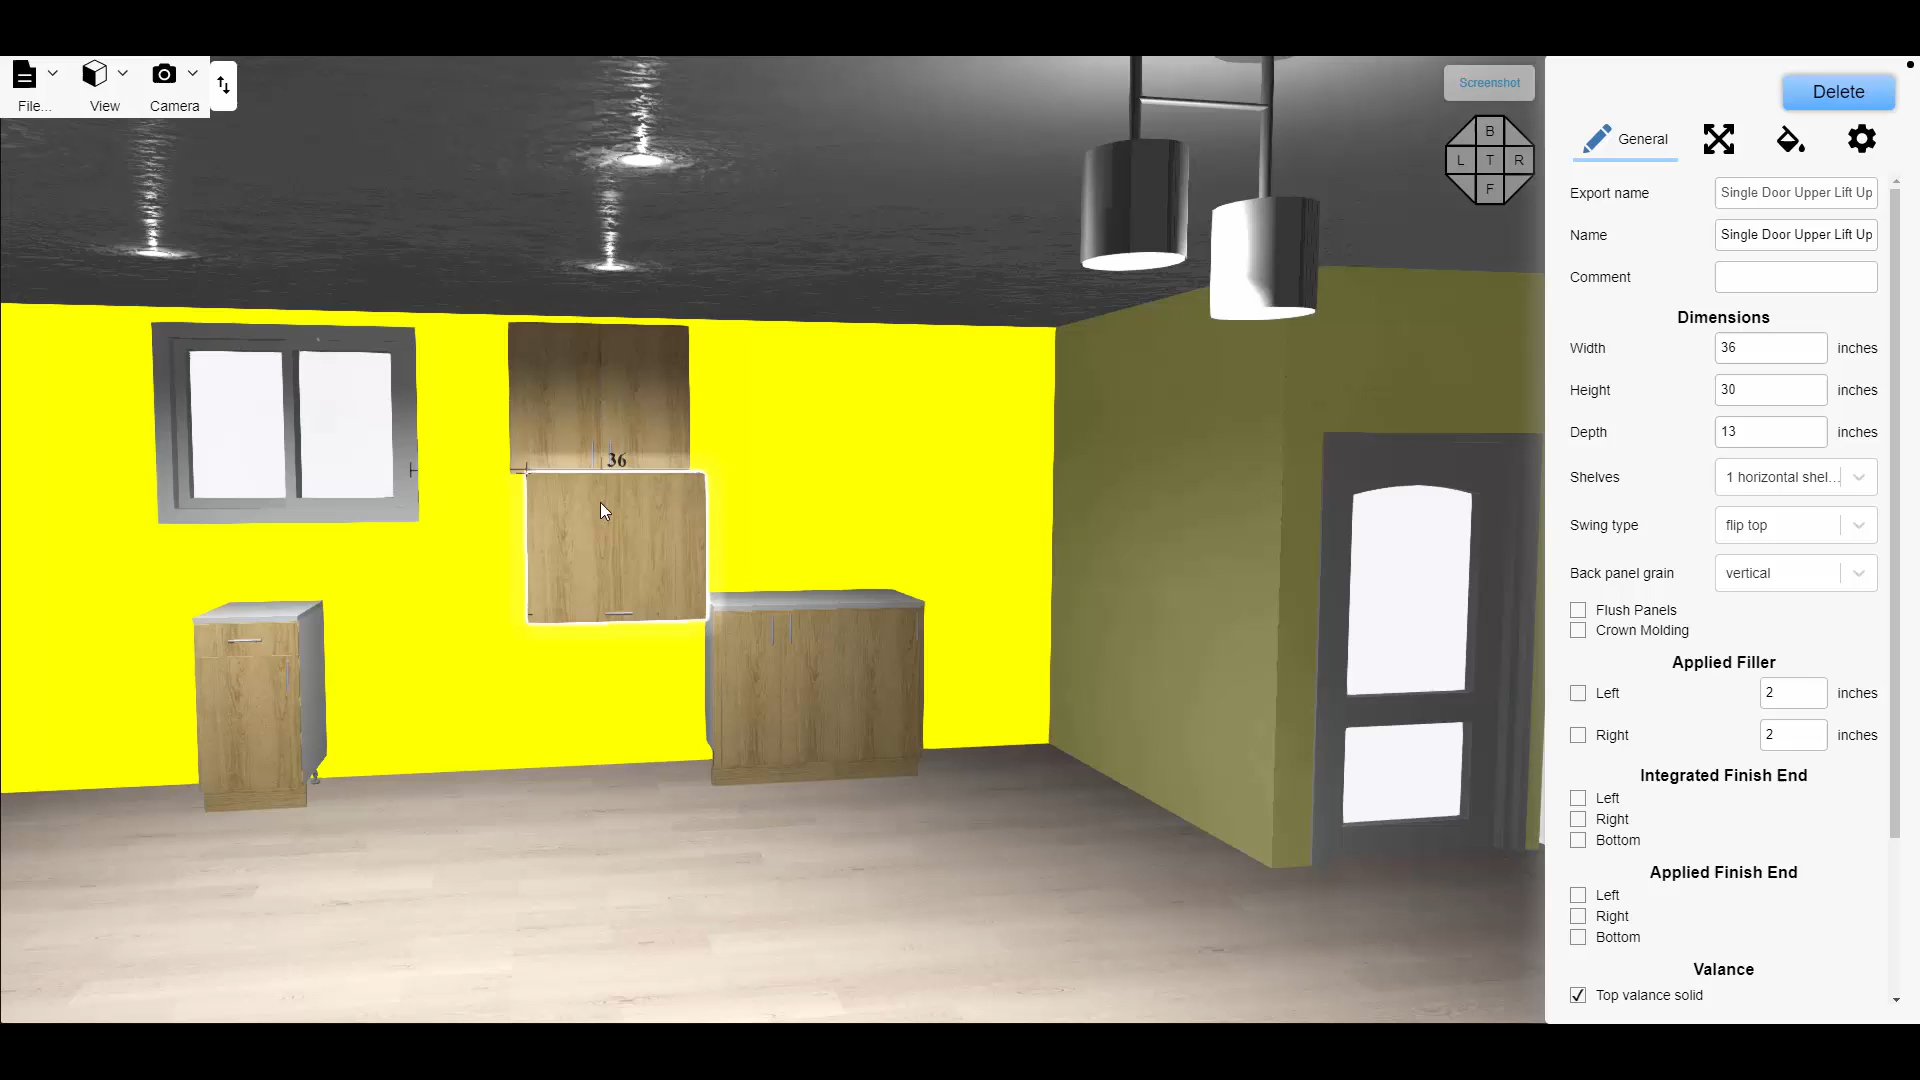 File...
View
Camera
Screenshot
B
L T R
F
36
Delete
General
Export name Single Door Upper Lift Up
Name Single Door Upper Lift Up
Comment
Dimensions
Width 36 inches
Height 30 inches
Depth 13 inches
Shelves 1 horizontal shel...
Swing type flip top
Back panel grain vertical
Flush Panels
Crown Molding
Applied Filler
Left 2 inches
Right 2 inches
Integrated Finish End
Left
Right
Bottom
Applied Finish End
Left
Right
Bottom
Valance
Top valance solid